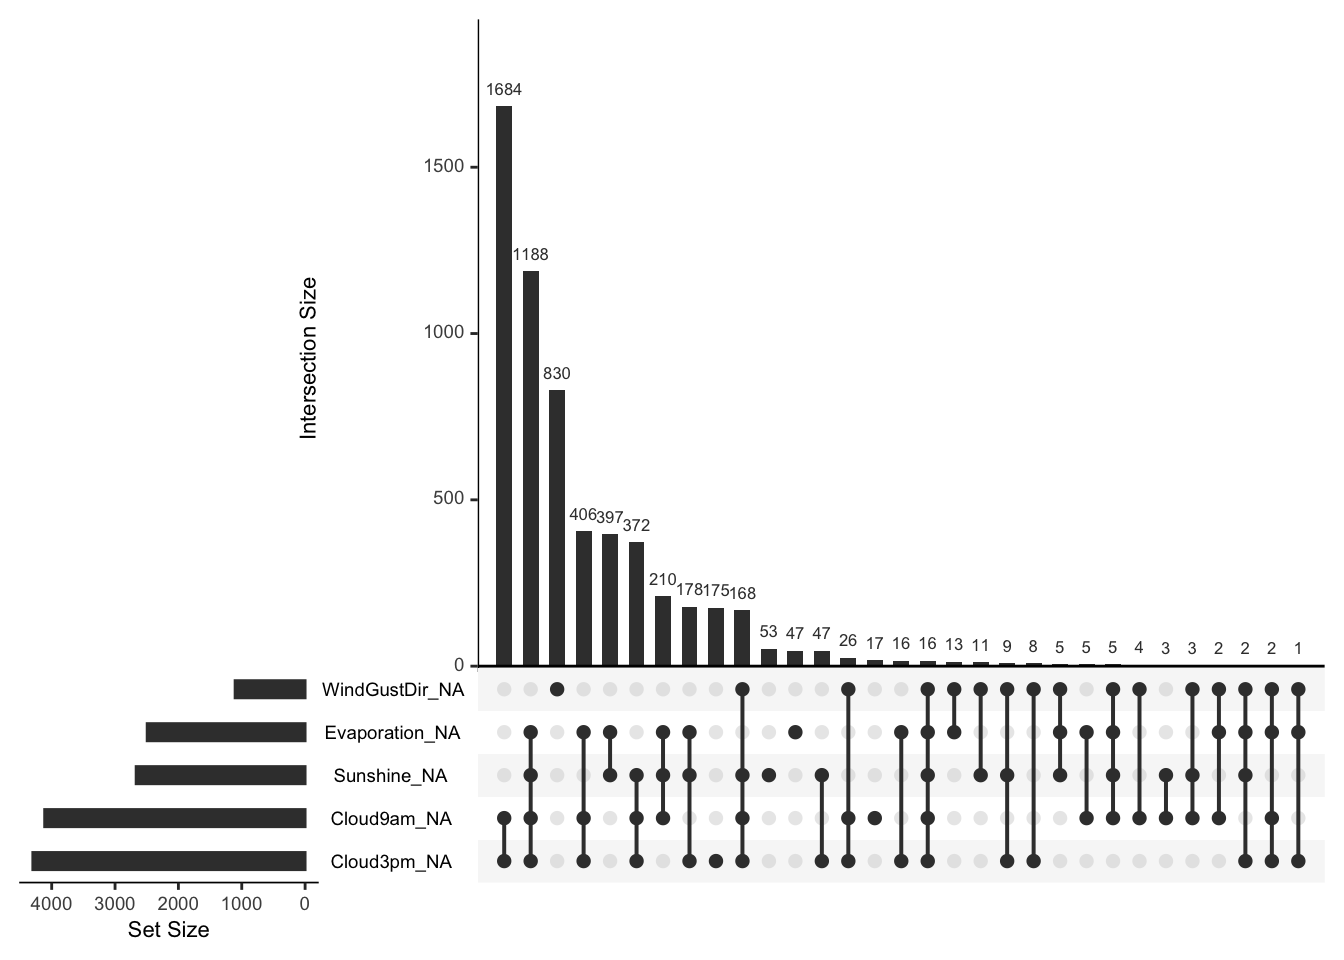 1684
1500
1188
1000
830
500
406 397 372
210 178 175 168
53 47 47 26 17 16 16 13 11 9 8 5 5 5 4 3 3 2 2 2 1
0
Intersection Size
WindGustDir_NA
Evaporation_NA
Sunshine_NA
Cloud9am_NA
Cloud3pm_NA
4000 3000 2000 1000 0
Set Size